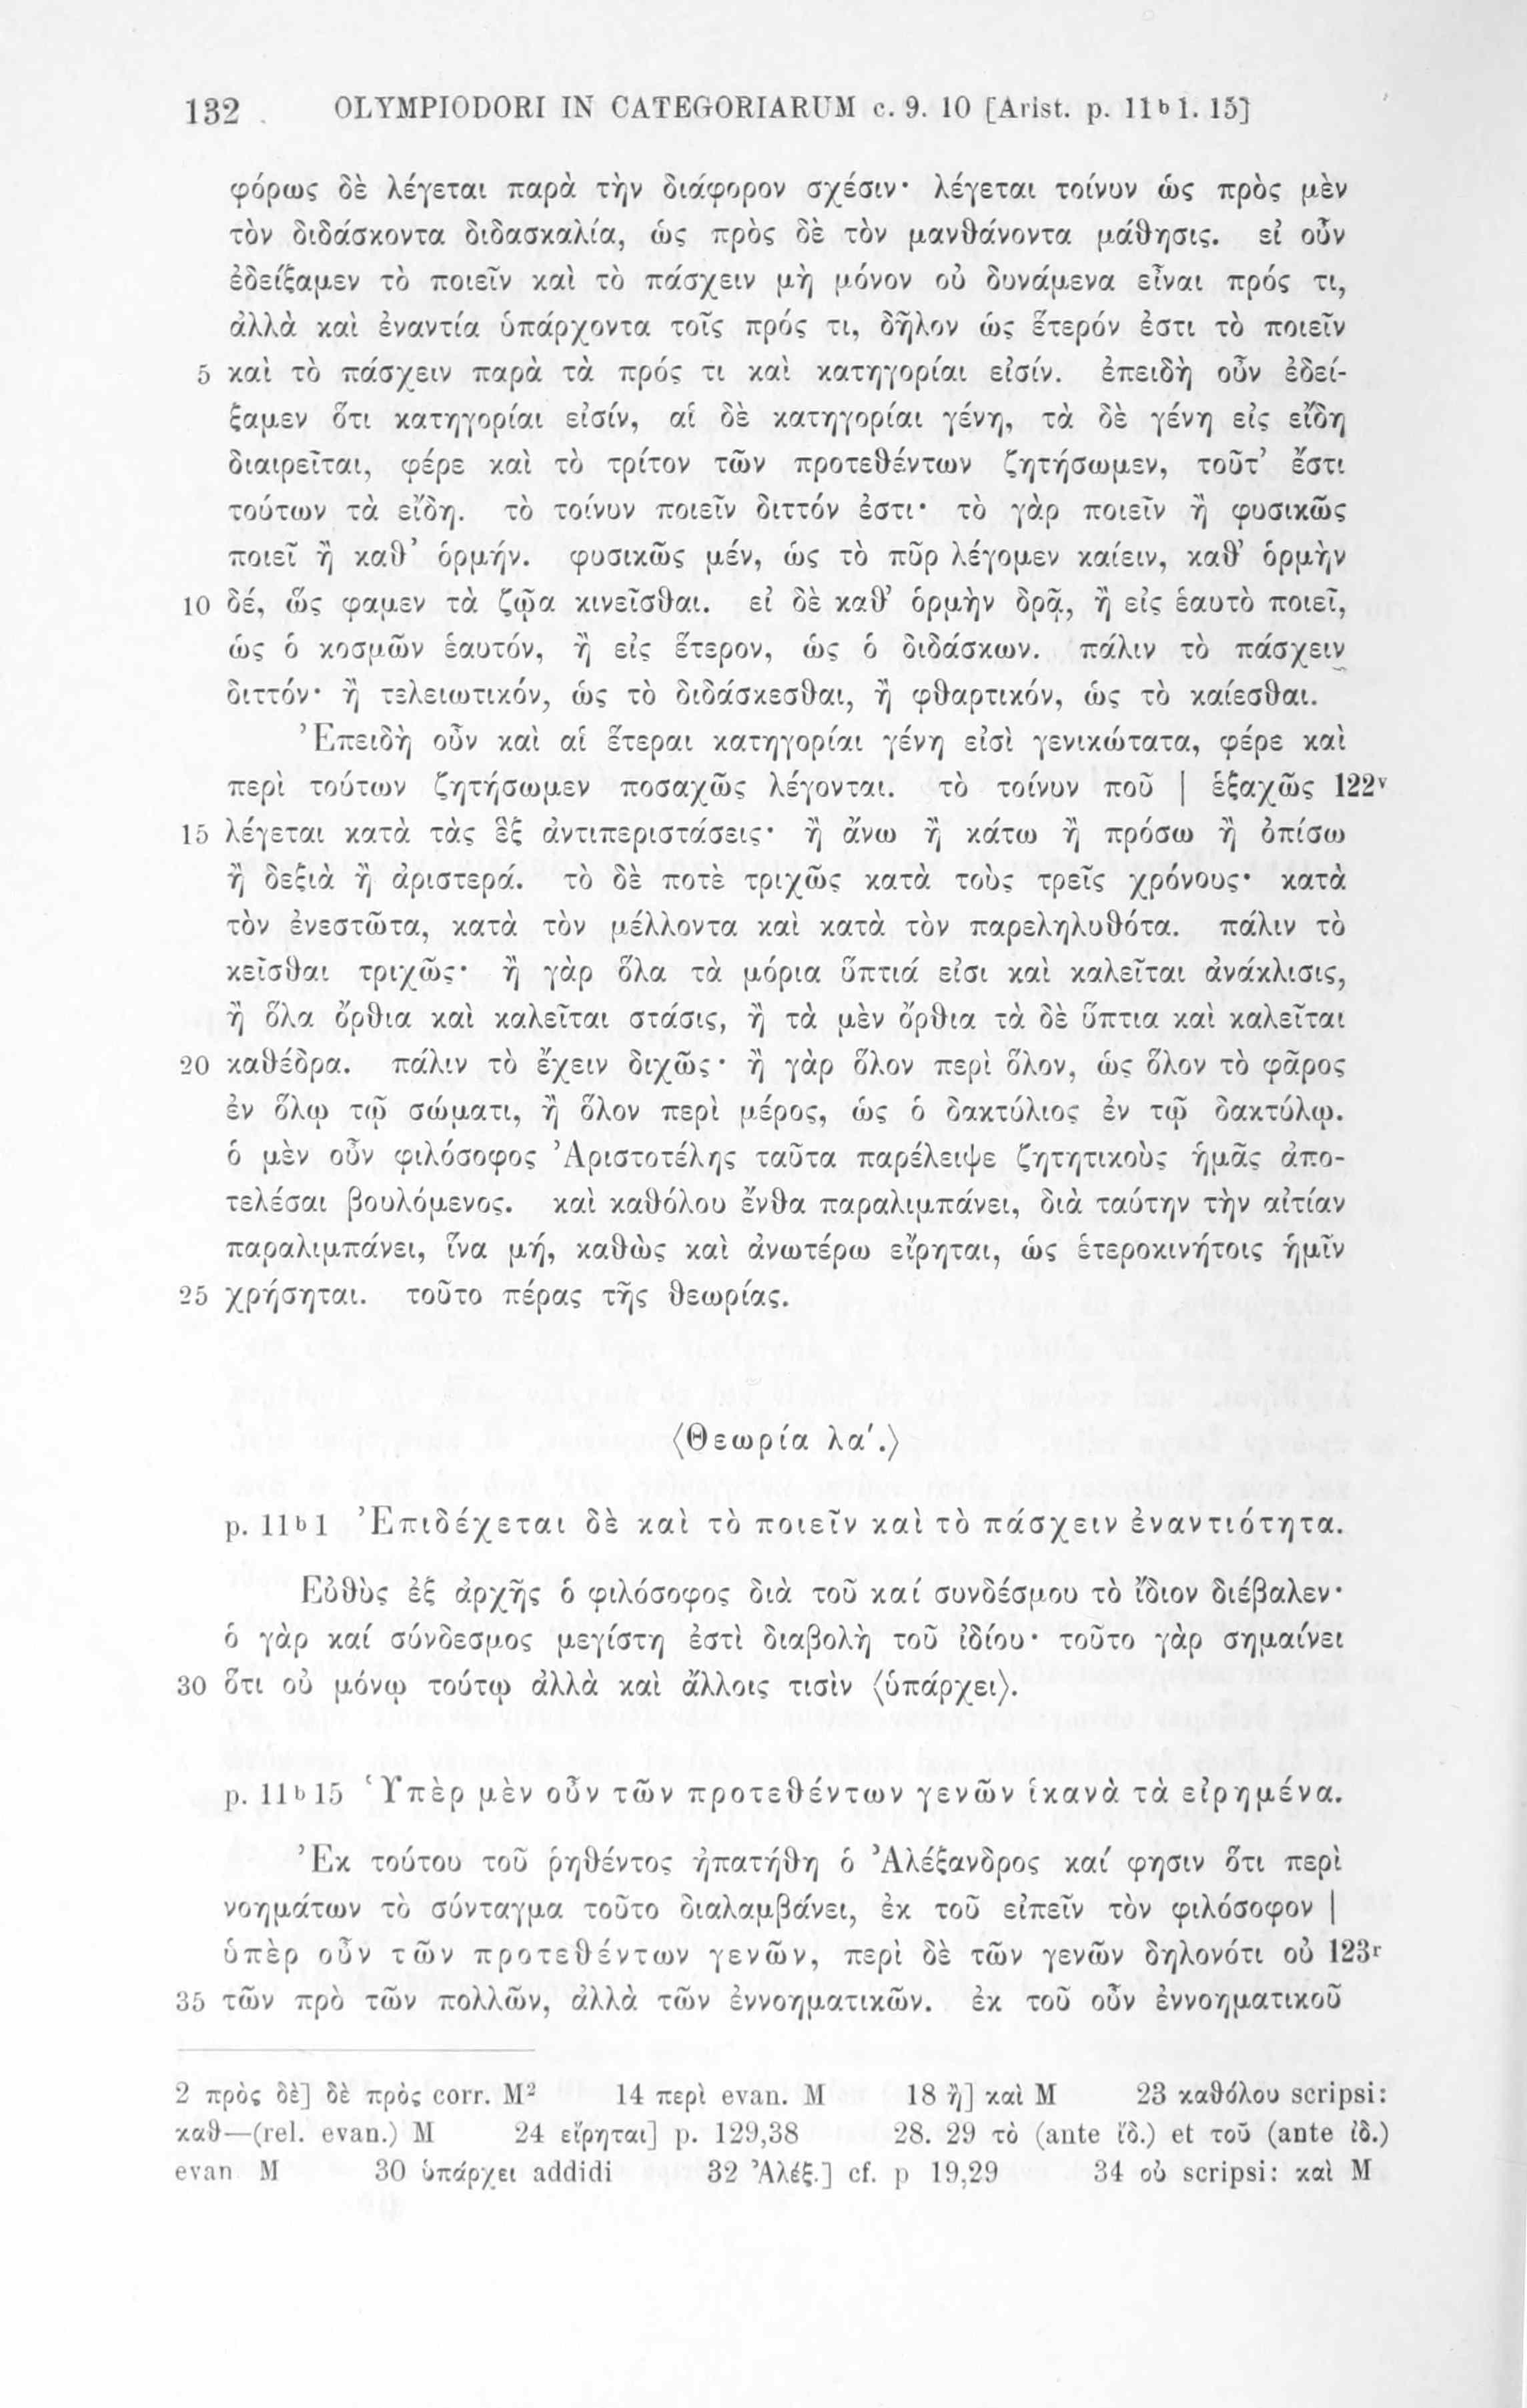 132 OLYMPIODORI IN CATEGORIARUM c. 9. 10 [Arist. p. 11b1. 15]
φόρως δὲ λέγεται παρὰ τὴν διάφορον σχέσιν· λέγεται τοίνυν ὡς πρὸς μὲν
τὸν διδάσκοντα διδασκαλία, ὡς πρὸς δὲ τὸν μανθάνοντα μάθησις. εἰ οὖν
ἐδείξαμεν τὸ ποιεῖν καὶ τὸ πάσχειν μὴ μόνον οὐ δυνάμενα εἶναι πρός τι,
ἀλλὰ καὶ ἐναντία ὑπάρχοντα τοῖς πρός τι, δῆλον ὡς ἕτερόν ἐστι τὸ ποιεῖν
5 καὶ τὸ πάσχειν παρὰ τὰ πρός τι καὶ κατηγορίαι εἰσίν. ἐπειδὴ οὖν ἐδεί-
ξαμεν ὅτι κατηγορίαι εἰσίν, αἱ δὲ κατηγορίαι γένη, τὰ δὲ γένη εἰς εἴδη
διαιρεῖται, φέρε καὶ τὸ τρίτον τῶν προτεθέντων ζητήσωμεν, τοῦτ’ ἔστι
τούτων τὰ εἴδη. τὸ τοίνυν ποιεῖν διττόν ἐστι· τὸ γὰρ ποιεῖν ἢ φυσικῶς
ποιεῖ ἢ καθ’ ὁρμήν. φυσικῶς μέν, ὡς τὸ πῦρ λέγομεν καίειν, καθ’ ὁρμὴν
10 δέ, ὥς φαμεν τὰ ζῷα κινεῖσθαι. εἰ δὲ καθ’ ὁρμὴν δρᾷ, ἢ εἰς ἑαυτὸ ποιεῖ,
ὡς ὁ κοσμῶν ἑαυτόν, ἢ εἰς ἕτερον, ὡς ὁ διδάσκων. πάλιν τὸ πάσχειν
διττόν· ἢ τελειωτικόν, ὡς τὸ διδάσκεσθαι, ἢ φθαρτικόν, ὡς τὸ καίεσθαι.
Ἐπειδὴ οὖν καὶ αἱ ἕτεραι κατηγορίαι γένη εἰσὶ γενικώτατα, φέρε καὶ
περὶ τούτων ζητήσωμεν ποσαχῶς λέγονται. τὸ τοίνυν ποῦ | ἑξαχῶς 122v
15 λέγεται κατὰ τὰς ἓξ ἀντιπεριστάσεις· ἢ ἄνω ἢ κάτω ἢ πρόσω ἢ ὀπίσω
ἢ δεξιὰ ἢ ἀριστερά. τὸ δὲ ποτὲ τριχῶς κατὰ τοὺς τρεῖς χρόνους· κατὰ
τὸν ἐνεστῶτα, κατὰ τὸν μέλλοντα καὶ κατὰ τὸν παρεληλυθότα. πάλιν τὸ
κεῖσθαι τριχῶς· ἢ γὰρ ὅλα τὰ μόρια ὕπτιά εἰσι καὶ καλεῖται ἀνάκλισις,
ἢ ὅλα ὄρθια καὶ καλεῖται στάσις, ἢ τὰ μὲν ὄρθια τὰ δὲ ὕπτια καὶ καλεῖται
20 καθέδρα. πάλιν τὸ ἔχειν διχῶς· ἢ γὰρ ὅλον περὶ ὅλον, ὡς ὅλον τὸ φᾶρος
ἐν ὅλῳ τῷ σώματι, ἢ ὅλον περὶ μέρος, ὡς ὁ δακτύλιος ἐν τῷ δακτύλῳ.
ὁ μὲν οὖν φιλόσοφος Ἀριστοτέλης ταῦτα παρέλειψε ζητητικοὺς ἡμᾶς ἀπο-
τελέσαι βουλόμενος. καὶ καθόλου ἔνθα παραλιμπάνει, διὰ ταύτην τὴν αἰτίαν
παραλιμπάνει, ἵνα μή, καθὼς καὶ ἀνωτέρω εἴρηται, ὡς ἑτεροκινήτοις ἡμῖν
25 χρήσηται. τοῦτο πέρας τῆς θεωρίας.
⟨Θεωρία λα′.⟩
p. 11b1 Ἐπιδέχεται δὲ καὶ τὸ ποιεῖν καὶ τὸ πάσχειν ἐναντιότητα.
Εὐθὺς ἐξ ἀρχῆς ὁ φιλόσοφος διὰ τοῦ καί συνδέσμου τὸ ἴδιον διέβαλεν·
ὁ γὰρ καί σύνδεσμος μεγίστη ἐστὶ διαβολὴ τοῦ ἰδίου· τοῦτο γὰρ σημαίνει
30 ὅτι οὐ μόνῳ τούτῳ ἀλλὰ καὶ ἄλλοις τισὶν ⟨ὑπάρχει⟩.
p. 11b15 Ὑπὲρ μὲν οὖν τῶν προτεθέντων γενῶν ἱκανὰ τὰ εἰρημένα.
Ἐκ τούτου τοῦ ῥηθέντος ἠπατήθη ὁ Ἀλέξανδρος καί φησιν ὅτι περὶ
νοημάτων τὸ σύνταγμα τοῦτο διαλαμβάνει, ἐκ τοῦ εἰπεῖν τὸν φιλόσοφον |
ὑπὲρ οὖν τῶν προτεθέντων γενῶν, περὶ δὲ τῶν γενῶν δηλονότι οὐ 123r
35 τῶν πρὸ τῶν πολλῶν, ἀλλὰ τῶν ἐννοηματικῶν. ἐκ τοῦ οὖν ἐννοηματικοῦ
2 πρὸς δὲ] δὲ πρὸς corr. M² 14 περὶ evan. M 18 ἢ] καὶ M 23 καθόλου scripsi:
καθ—(rel. evan.) M 24 εἴρηται] p. 129,38 28. 29 τὸ (ante ἴδ.) et τοῦ (ante ἰδ.)
evan M 30 ὑπάρχει addidi 32 Ἀλέξ.] cf. p 19,29 34 οὐ scripsi: καὶ M